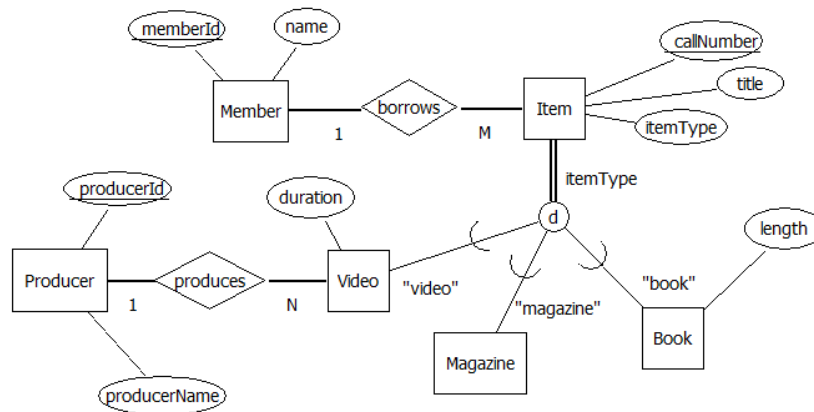 memberId
name
callNumber
title
itemType
Member
borrows
Item
1
M
itemType
producerId
duration
d
length
Producer
produces
Video
1
N
"video"
"magazine"
"book"
Magazine
Book
producerName